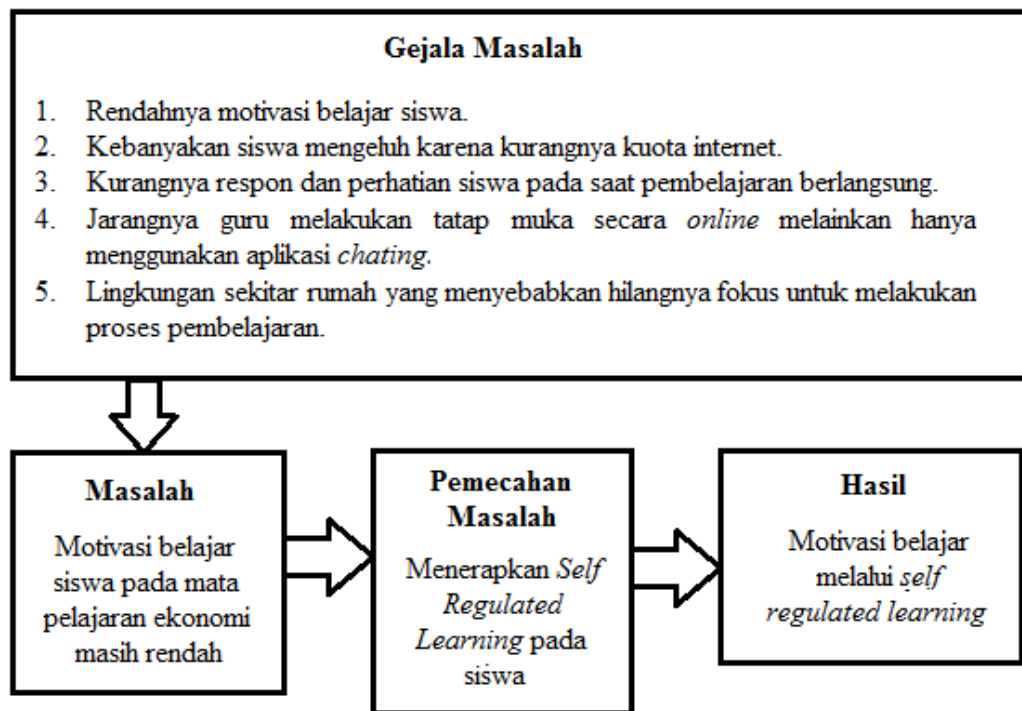 Gejala Masalah
1. Rendahnya motivasi belajar siswa.
2. Kebanyakan siswa mengeluh karena kurangnya kuota internet.
3. Kurangnya respon dan perhatian siswa pada saat pembelajaran berlangsung.
4. Jarangnya guru melakukan tatap muka secara online melainkan hanya
menggunakan aplikasi chating.
5. Lingkungan sekitar rumah yang menyebabkan hilangnya fokus untuk melakukan
proses pembelajaran.
Masalah
Motivasi belajar
siswa pada mata
pelajaran ekonomi
masih rendah
Pemecahan
Masalah
Menerapkan Self
Regulated
Learning pada
siswa
Hasil
Motivasi belajar
melalui self
regulated learning